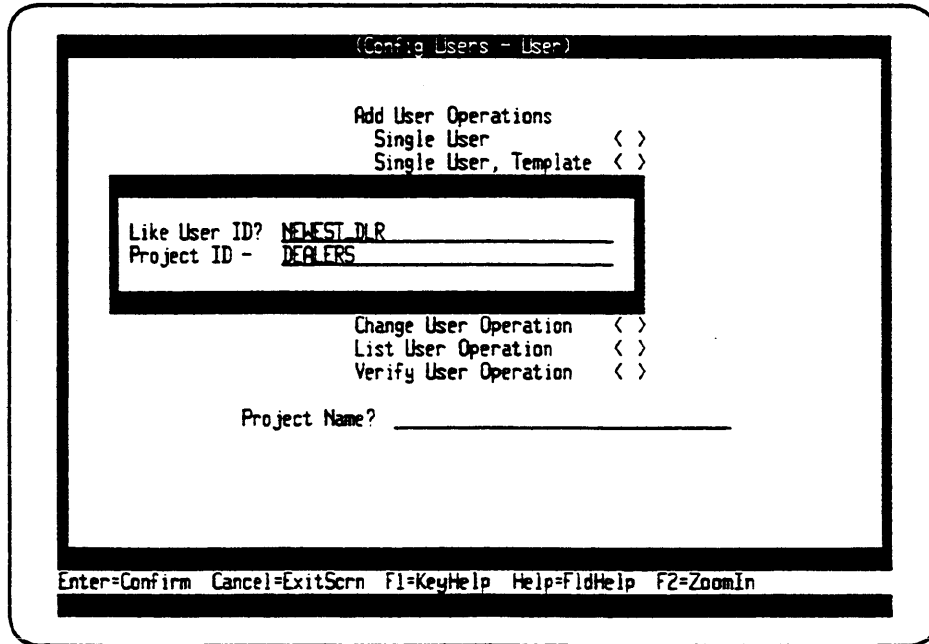 (Config Users - User)
Add User Operations
Single User < >
Single User, Template < >
Like User ID? NEWEST_DLR
Project ID - DEALERS
Change User Operation < >
List User Operation < >
Verify User Operation < >
Project Name?
Enter=Confirm Cancel=ExitScrn F1=KeyHelp Help=FldHelp F2=ZoomIn